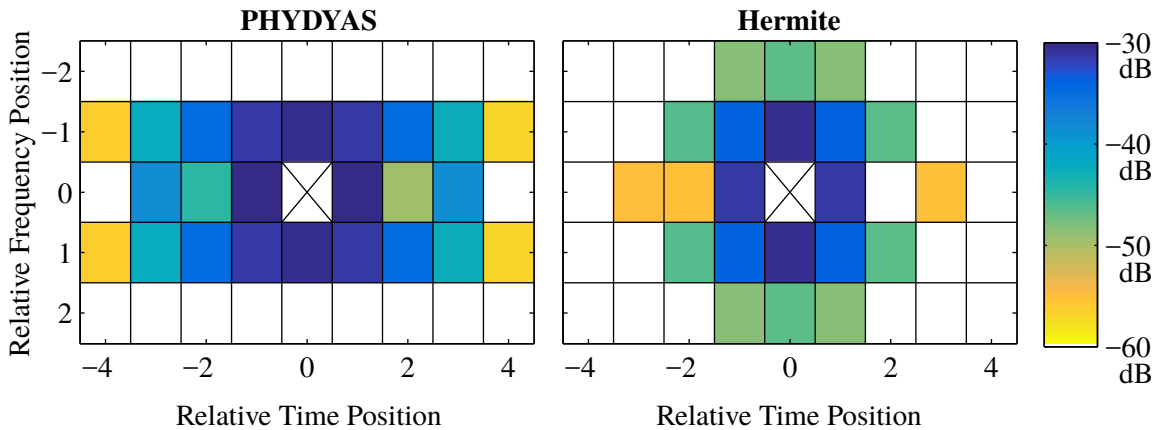 PHYDYAS
Hermite
Relative Frequency Position
−2
−1
0
1
2
−4
−2
0
2
4
−4
−2
0
2
4
Relative Time Position
Relative Time Position
−30
dB
−40
dB
−50
dB
−60
dB